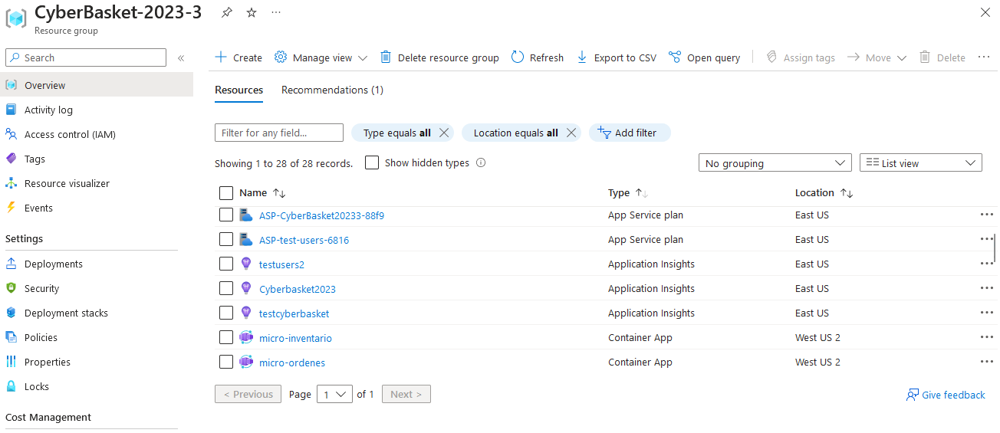 CyberBasket-2023-3
Resource group
Search
Create Manage view Delete resource group Refresh Export to CSV Open query Assign tags Move Delete
Overview
Activity log
Access control (IAM)
Tags
Resource visualizer
Events
Settings
Deployments
Security
Deployment stacks
Policies
Properties
Locks
Cost Management
Resources Recommendations (1)
Filter for any field... Type equals all Location equals all Add filter
Showing 1 to 28 of 28 records. Show hidden types No grouping List view
Name Type Location
ASP-CyberBasket20233-88f9 App Service plan East US
ASP-test-users-6816 App Service plan East US
testusers2 Application Insights East US
Cyberbasket2023 Application Insights East US
testcyberbasket Application Insights East US
micro-inventario Container App West US 2
micro-ordenes Container App West US 2
< Previous Page 1 of 1 Next >
Give feedback